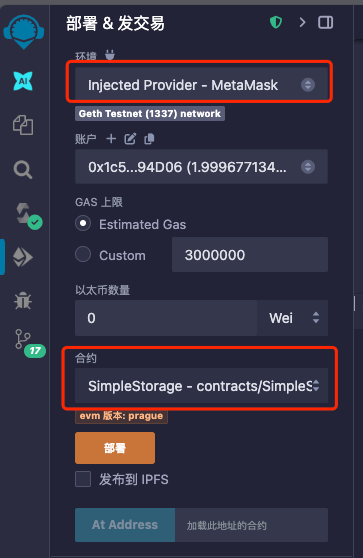 部署 & 发交易
AI
环境
Injected Provider - MetaMask
Geth Testnet (1337) network
账户
0x1c5...94D06 (1.999677134...
GAS 上限
Estimated Gas
Custom
3000000
以太币数量
0
Wei
合约
17
SimpleStorage - contracts/SimpleS
evm 版本: prague
部署
发布到 IPFS
At Address
加载此地址的合约